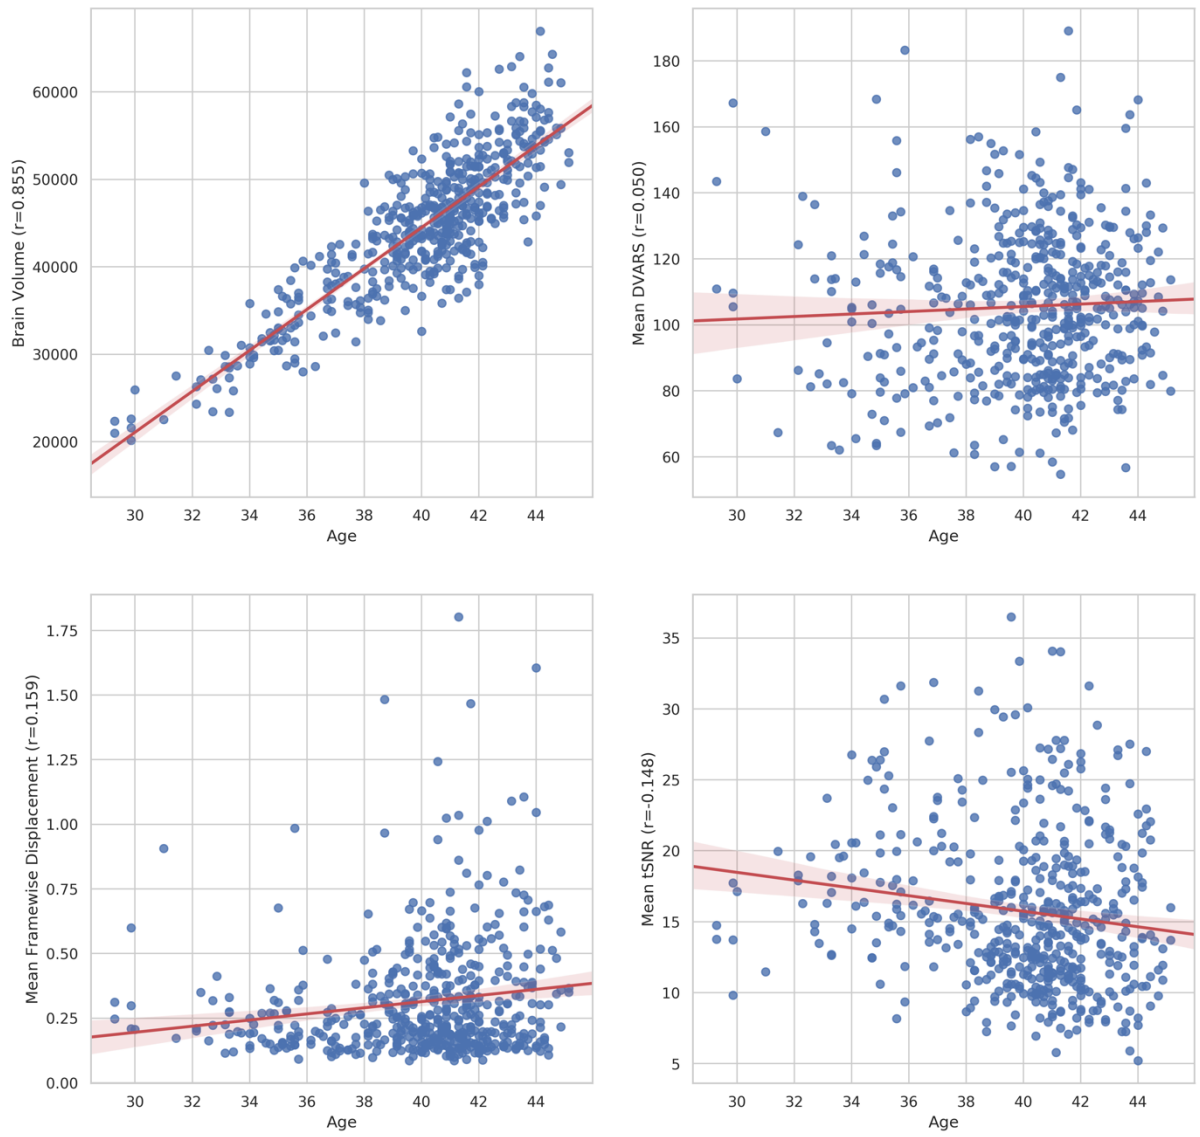 Brain Volume (r=0.855)
60000
50000
40000
30000
20000
30 32 34 36 38 40 42 44
Age
Mean DVARS (r=0.050)
180
160
140
120
100
80
60
30 32 34 36 38 40 42 44
Age
Mean Framewise Displacement (r=0.159)
1.75
1.50
1.25
1.00
0.75
0.50
0.25
0.00
30 32 34 36 38 40 42 44
Age
Mean tSNR (r=-0.148)
35
30
25
20
15
10
5
30 32 34 36 38 40 42 44
Age